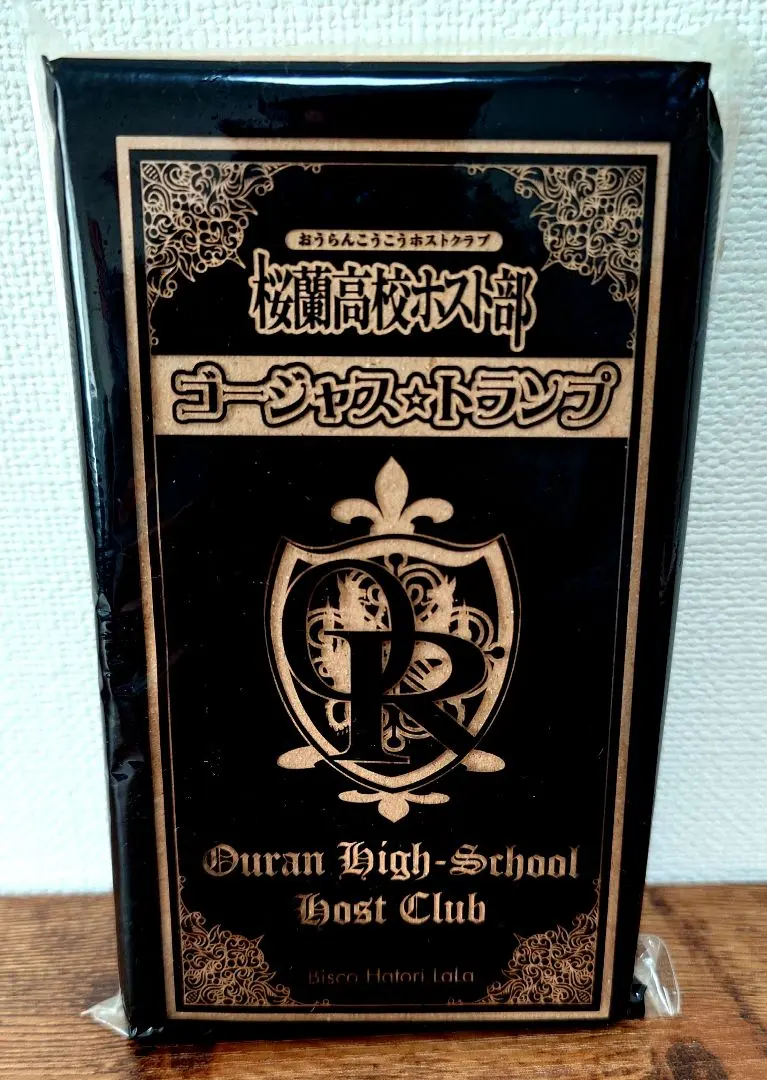 おうらんこうこうホストクラブ
桜蘭高校ホスト部
ゴージャス☆トランプ
OR
Ouran High-School
Host Club
Bisco Hatori LaLa